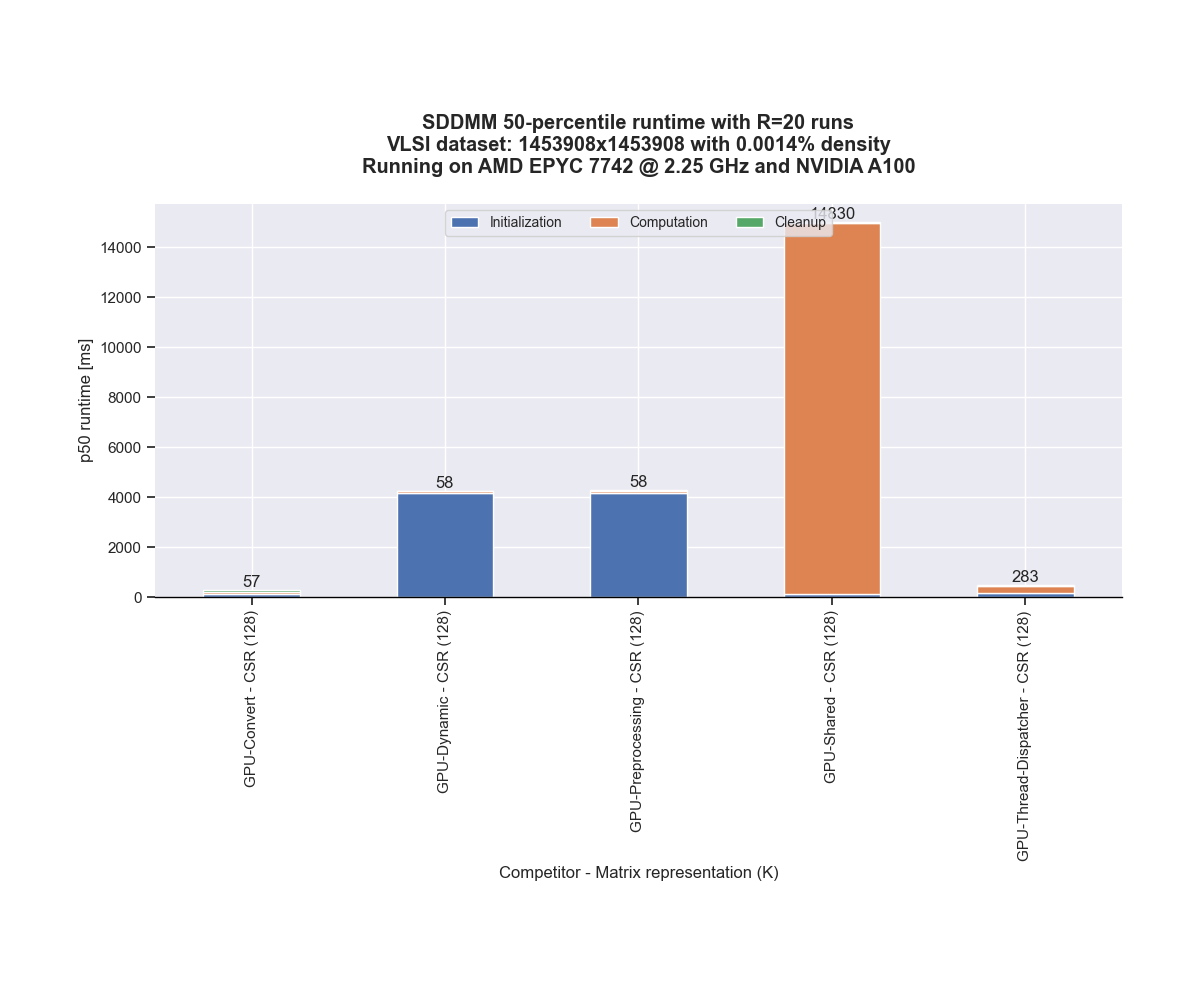 SDDMM 50-percentile runtime with R=20 runs
VLSI dataset: 1453908x1453908 with 0.0014% density
Running on AMD EPYC 7742 @ 2.25 GHz and NVIDIA A100
Initialization
Computation
Cleanup
p50 runtime [ms]
14000
12000
10000
8000
6000
4000
2000
0
57
58
58
14830
283
GPU-Convert - CSR (128)
GPU-Dynamic - CSR (128)
GPU-Preprocessing - CSR (128)
GPU-Shared - CSR (128)
GPU-Thread-Dispatcher - CSR (128)
Competitor - Matrix representation (K)